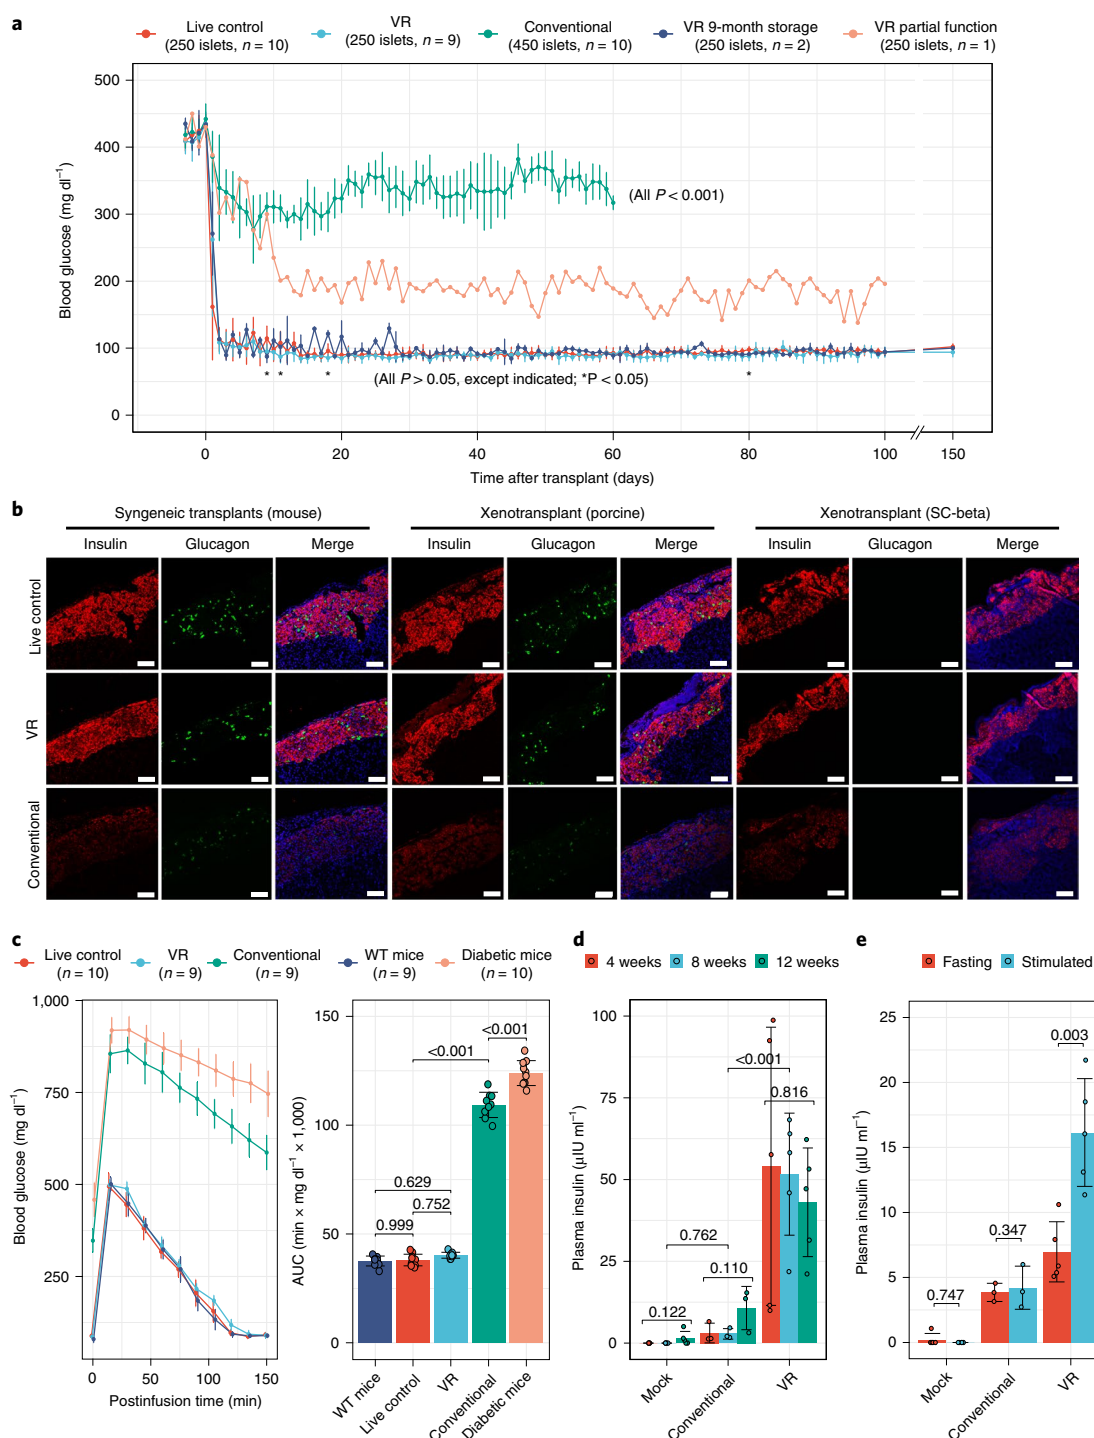 a
Live control
(250 islets, n = 10)
VR
(250 islets, n = 9)
Conventional
(450 islets, n = 10)
VR 9-month storage
(250 islets, n = 2)
VR partial function
(250 islets, n = 1)
500
400
300
200
100
0
Blood glucose (mg dl⁻¹)
(All P < 0.001)
* * * *
(All P > 0.05, except indicated; *P < 0.05)
0 20 40 60 80 100 150
Time after transplant (days)
b
Syngeneic transplants (mouse) Xenotransplant (porcine) Xenotransplant (SC-beta)
Insulin Glucagon Merge Insulin Glucagon Merge Insulin Glucagon Merge
Live control
VR
Conventional
c
Live control
(n = 10)
VR
(n = 9)
Conventional
(n = 9)
WT mice
(n = 9)
Diabetic mice
(n = 10)
1,000
750
500
250
Blood glucose (mg dl⁻¹)
0 50 100 150
Postinfusion time (min)
150
100
50
0
AUC (min × mg dl⁻¹ × 1,000)
<0.001
<0.001
0.629
0.752
0.999
WT mice
Live control
VR
Conventional
Diabetic mice
d
4 weeks 8 weeks 12 weeks
100
75
50
25
0
Plasma insulin (µIU ml⁻¹)
<0.001
0.816
0.762
0.110
0.122
Mock
Conventional
VR
e
Fasting Stimulated
25
20
15
10
5
0
Plasma insulin (µIU ml⁻¹)
0.003
0.347
0.747
Mock
Conventional
VR